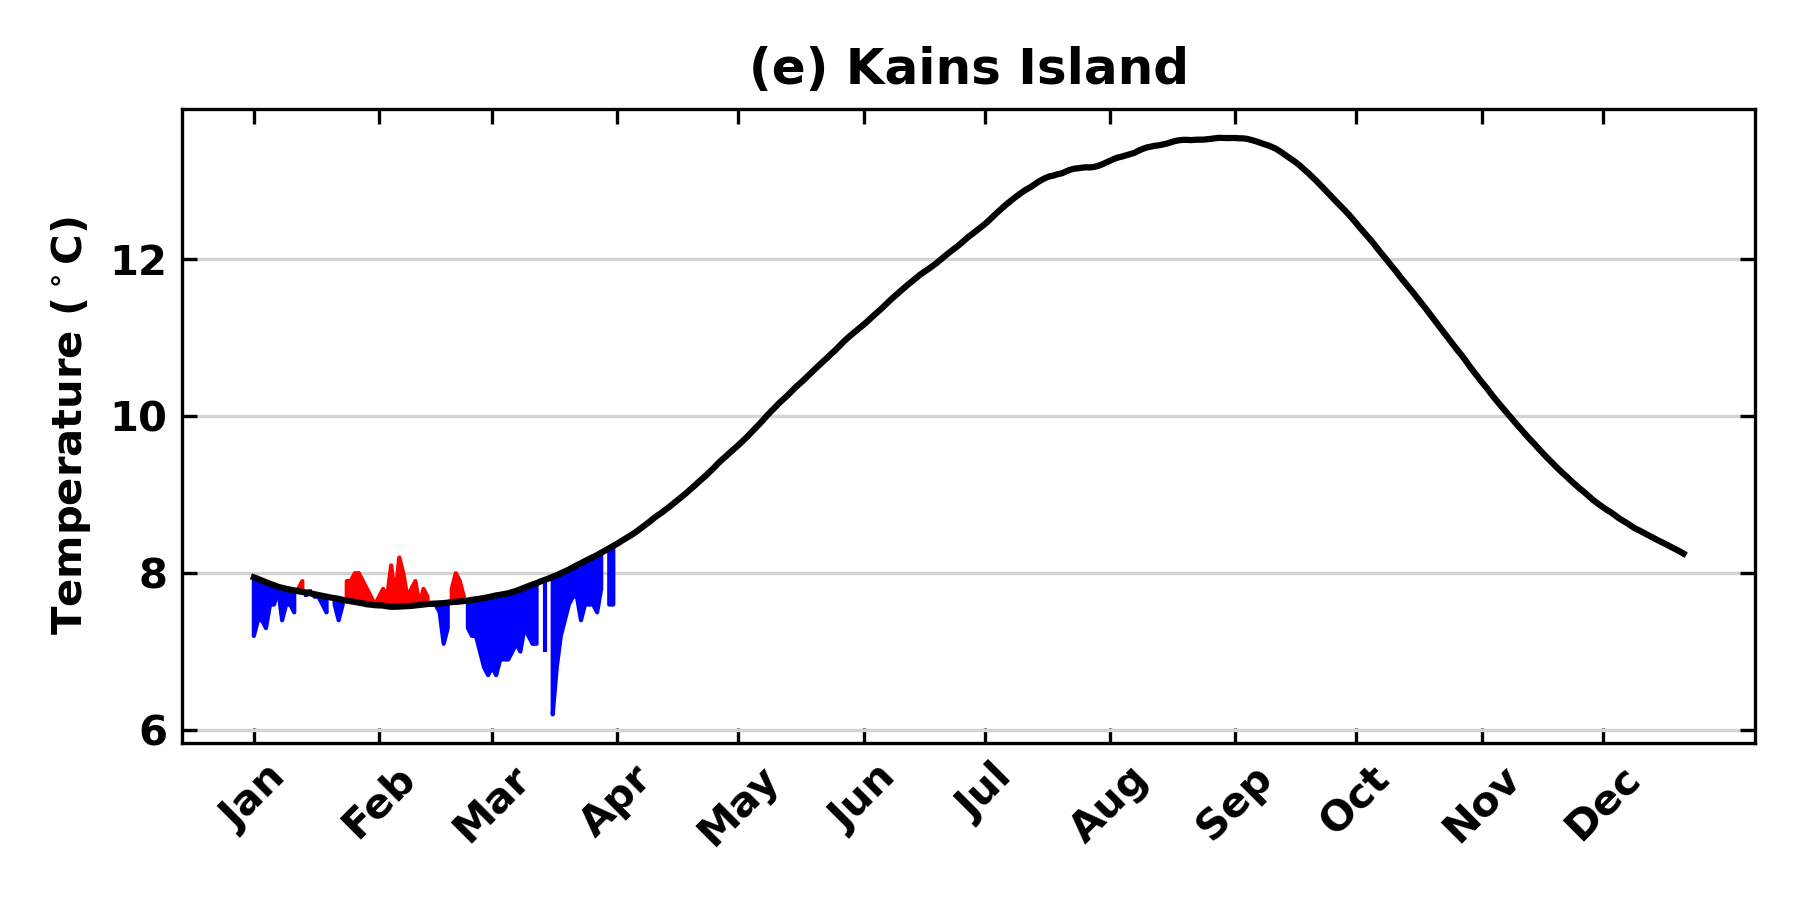 (e) Kains Island
Temperature (°C)
12
10
8
6
Jan Feb Mar Apr May Jun Jul Aug Sep Oct Nov Dec